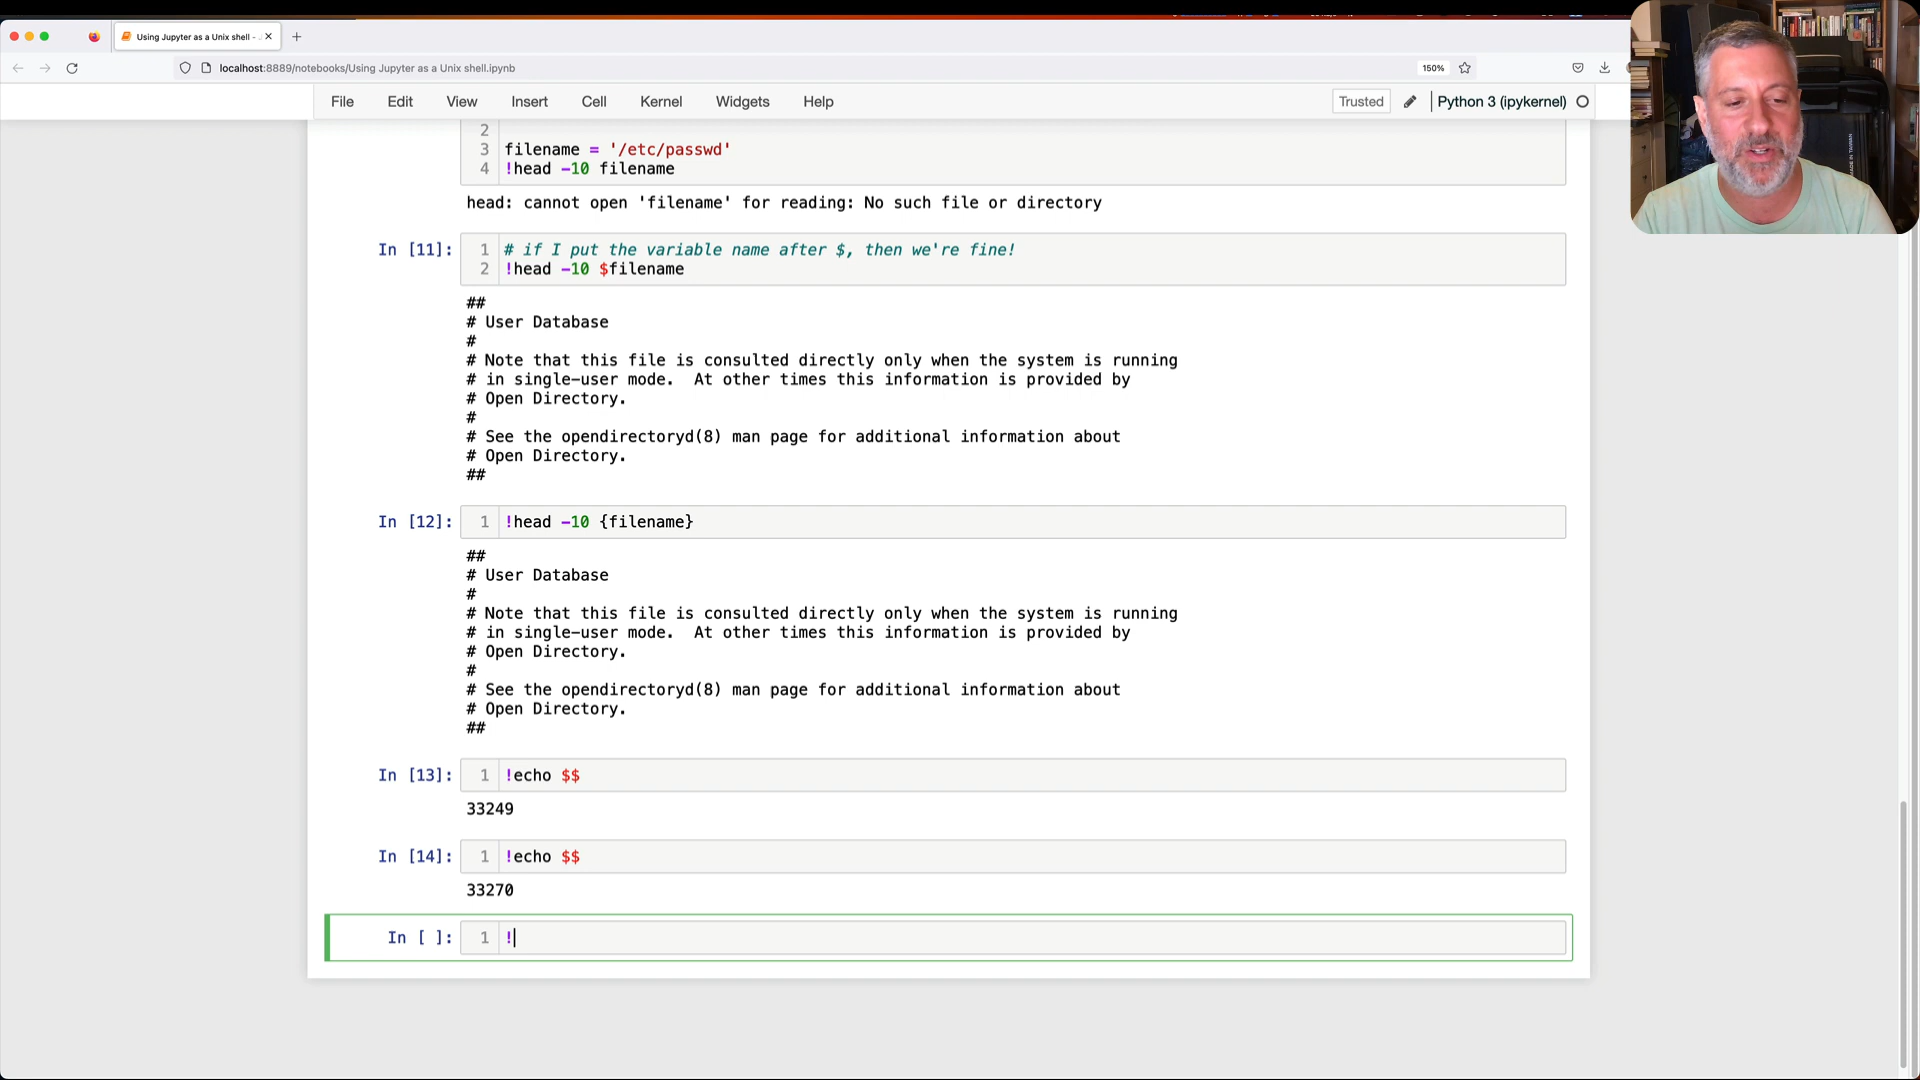 Using Jupyter as a Unix shell -
localhost:8889/notebooks/Using Jupyter as a Unix shell.ipynb
150%
File Edit View Insert Cell Kernel Widgets Help
Trusted
Python 3 (ipykernel)
2
3 filename = '/etc/passwd'
4 !head -10 filename
head: cannot open 'filename' for reading: No such file or directory
In [11]: 1 # if I put the variable name after $, then we're fine!
2 !head -10 $filename
##
# User Database
#
# Note that this file is consulted directly only when the system is running
# in single-user mode.  At other times this information is provided by
# Open Directory.
#
# See the opendirectoryd(8) man page for additional information about
# Open Directory.
##
In [12]: 1 !head -10 {filename}
##
# User Database
#
# Note that this file is consulted directly only when the system is running
# in single-user mode.  At other times this information is provided by
# Open Directory.
#
# See the opendirectoryd(8) man page for additional information about
# Open Directory.
##
In [13]: 1 !echo $$
33249
In [14]: 1 !echo $$
33270
In [ ]: 1 !